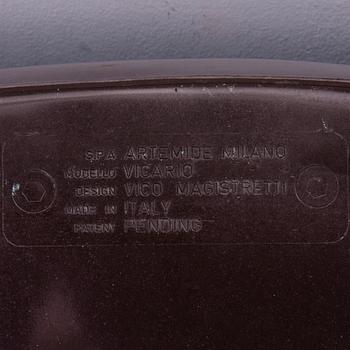 S.P.A. ARTEMIDE MILANO
MODELLO VICARIO
DESIGN VICO MAGISTRETTI
MADE IN ITALY
PATENT PENDING